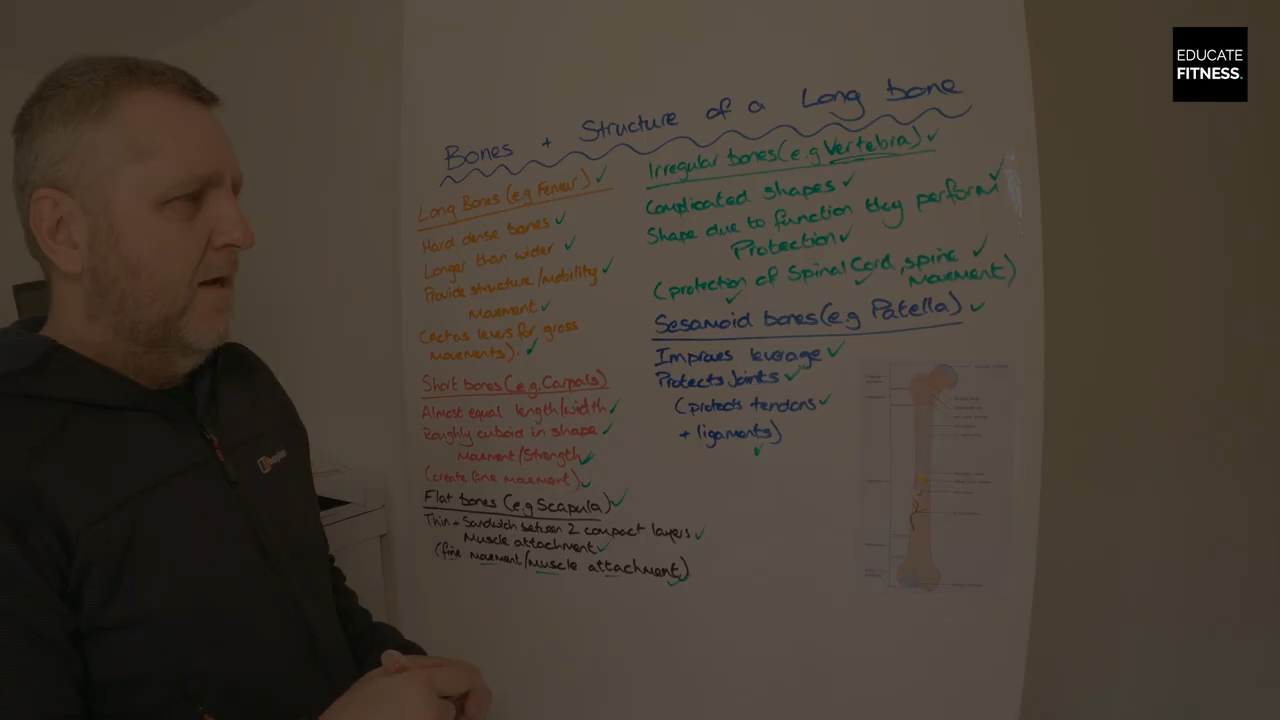 EDUCATE
FITNESS.
Bones + Structure of a Long bone
Long Bones (e.g Femur) ✓
Hard dense bones ✓
Longer than wider ✓
Provide structure/mobility ✓
Movement ✓
(act as levers for gross
movements). ✓
Short bones (e.g. Carpals)
Almost equal length/width ✓
Roughly cuboid in shape ✓
Movement/Strength ✓
(create fine movement) ✓
Flat bones (e.g Scapula) ✓
Thin + Sandwich between 2 compact layers ✓
Muscle attachment ✓
(fine movement/muscle attachment) ✓
Irregular bones (e.g Vertebra) ✓
Complicated shapes ✓
Shape due to function they perform ✓
Protection ✓
(protection of Spinal Cord, spine ✓
Movement)
Sesamoid bones (e.g Patella) ✓
Improves leverage ✓
Protects Joints ✓
(protects tendons ✓
+ ligaments) ✓